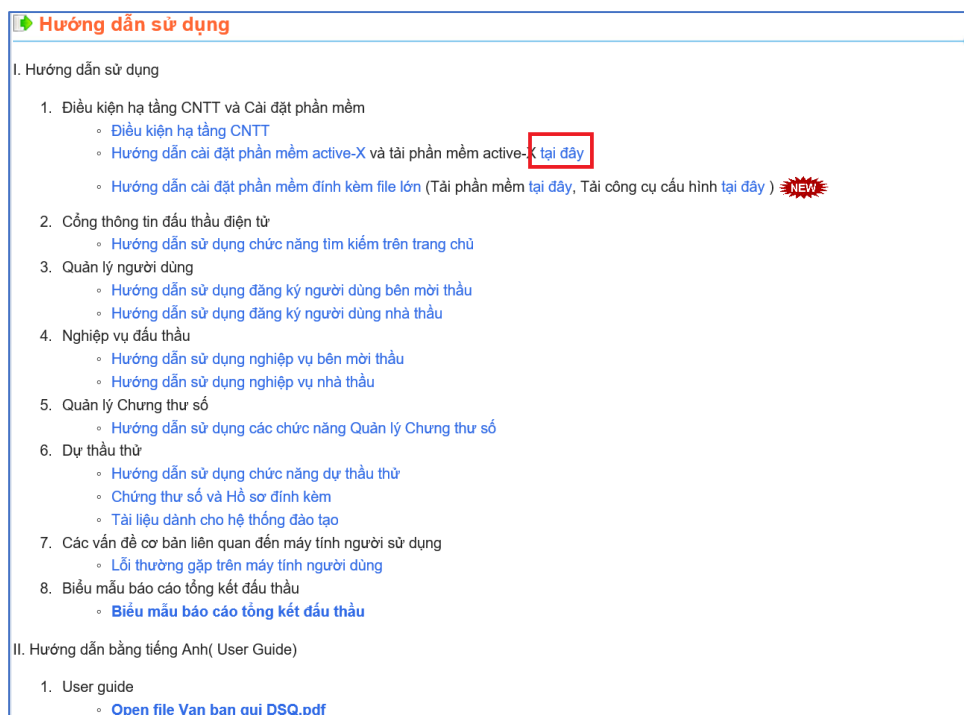 Hướng dẫn sử dụng
I. Hướng dẫn sử dụng
1. Điều kiện hạ tầng CNTT và Cài đặt phần mềm
◦ Điều kiện hạ tầng CNTT
◦ Hướng dẫn cài đặt phần mềm active-X và tải phần mềm active-X tại đây
◦ Hướng dẫn cài đặt phần mềm đính kèm file lớn (Tải phần mềm tại đây, Tải công cụ cấu hình tại đây ) NEW
2. Cổng thông tin đấu thầu điện tử
◦ Hướng dẫn sử dụng chức năng tìm kiếm trên trang chủ
3. Quản lý người dùng
◦ Hướng dẫn sử dụng đăng ký người dùng bên mời thầu
◦ Hướng dẫn sử dụng đăng ký người dùng nhà thầu
4. Nghiệp vụ đấu thầu
◦ Hướng dẫn sử dụng nghiệp vụ bên mời thầu
◦ Hướng dẫn sử dụng nghiệp vụ nhà thầu
5. Quản lý Chưng thư số
◦ Hướng dẫn sử dụng các chức năng Quản lý Chưng thư số
6. Dự thầu thử
◦ Hướng dẫn sử dụng chức năng dự thầu thử
◦ Chứng thư số và Hồ sơ đính kèm
◦ Tài liệu dành cho hệ thống đào tạo
7. Các vấn đề cơ bản liên quan đến máy tính người sử dụng
◦ Lỗi thường gặp trên máy tính người dùng
8. Biểu mẫu báo cáo tổng kết đấu thầu
◦ Biểu mẫu báo cáo tổng kết đấu thầu
II. Hướng dẫn bằng tiếng Anh( User Guide)
1. User guide
◦ Open file Van ban gui DSQ.pdf